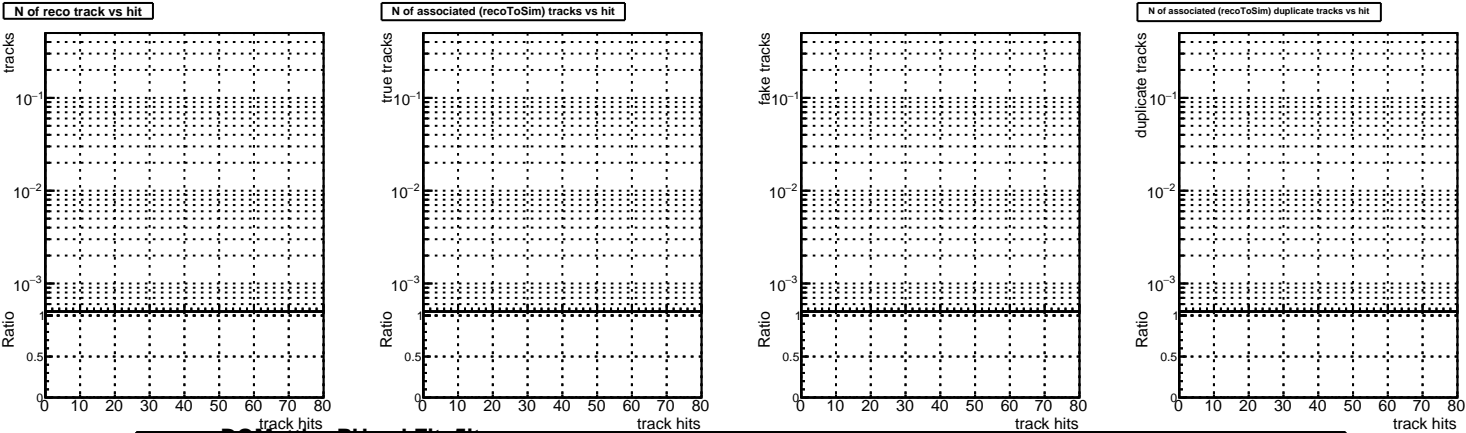 N of reco track vs hit
tracks
10⁻¹
10⁻²
10⁻³
Ratio
1
0.5
0
0 10 20 30 40 50 60 70 80
track hits
N of associated (recoToSim) tracks vs hit
true tracks
10⁻¹
10⁻²
10⁻³
Ratio
1
0.5
0
0 10 20 30 40 50 60 70 80
track hits
fake tracks
10⁻¹
10⁻²
10⁻³
Ratio
1
0.5
0
0 10 20 30 40 50 60 70 80
track hits
N of associated (recoToSim) duplicate tracks vs hit
duplicate tracks
10⁻¹
10⁻²
10⁻³
Ratio
1
0.5
0
0 10 20 30 40 50 60 70 80
track hits